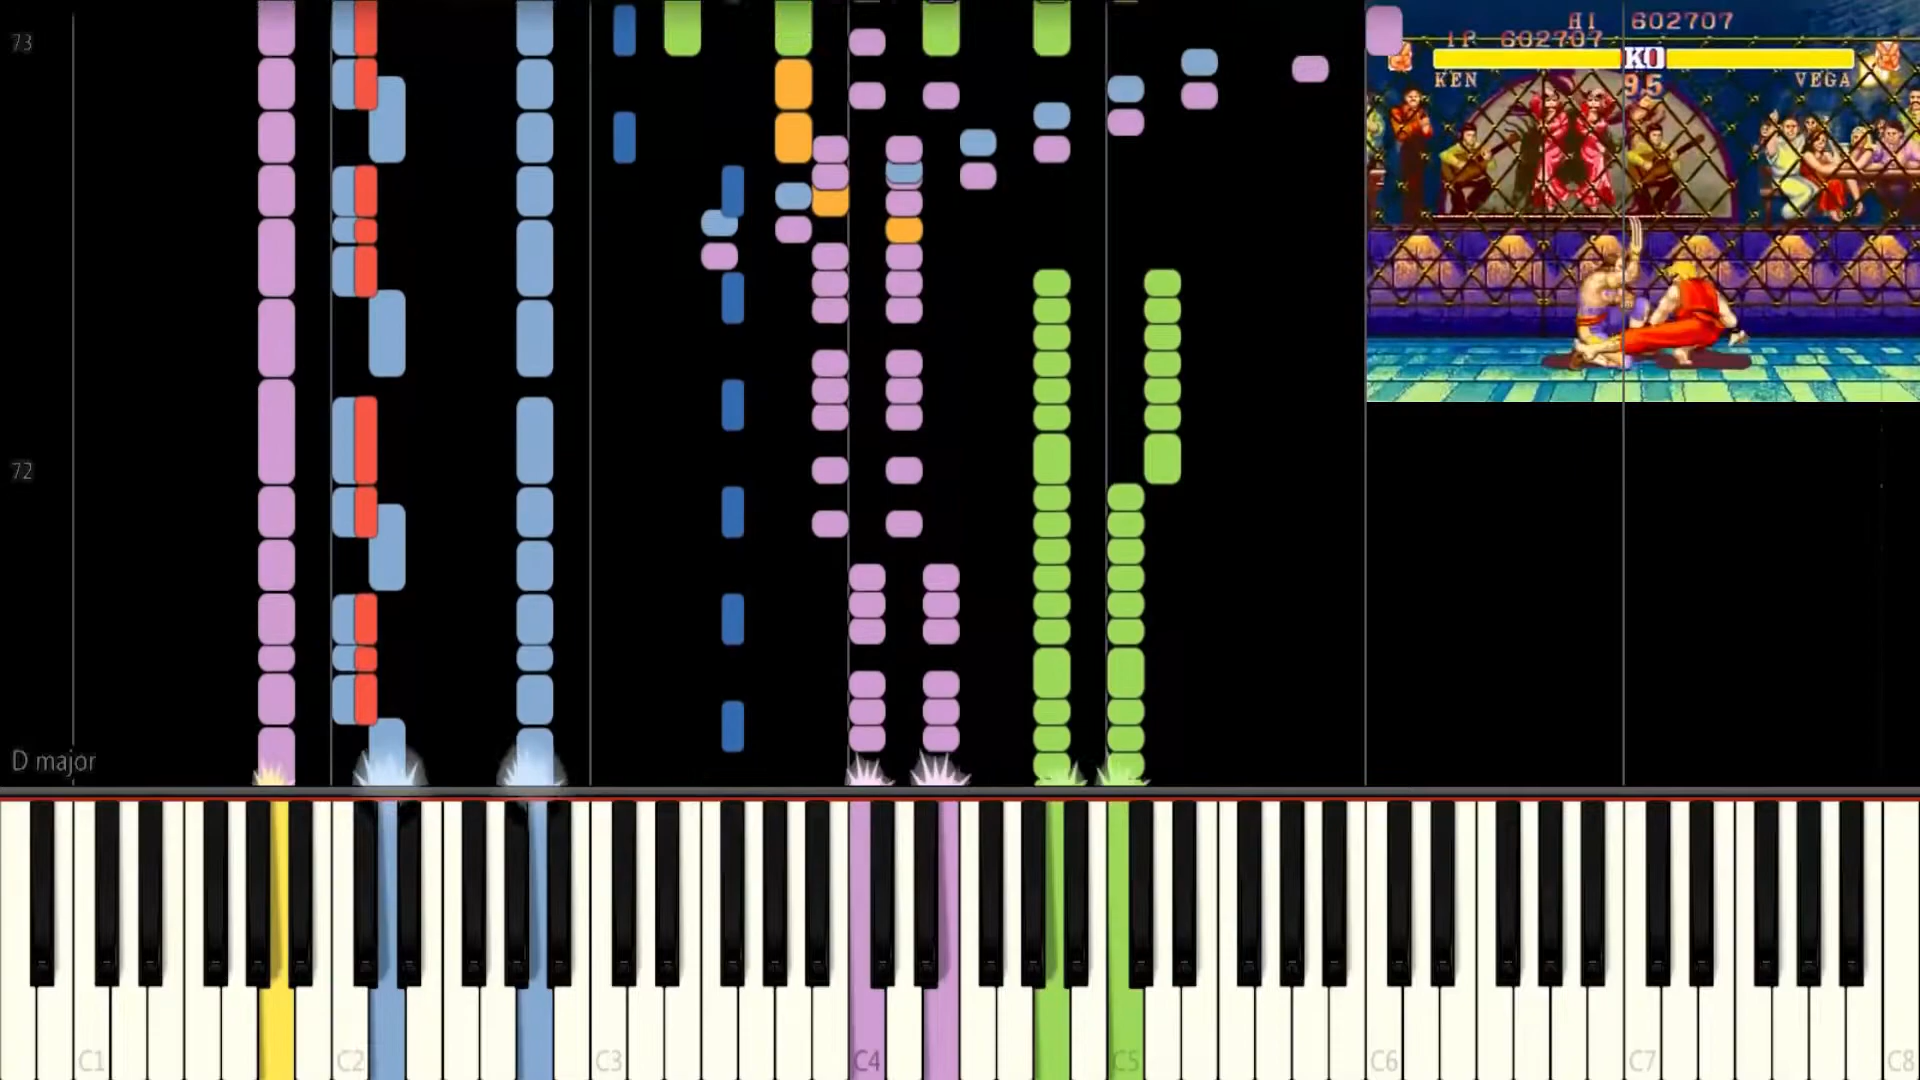 73
HI 602707
1P 602707
KO
KEN 95 VEGA
72
D major
C1 C2 C3 C4 C5 C6 C7 C8